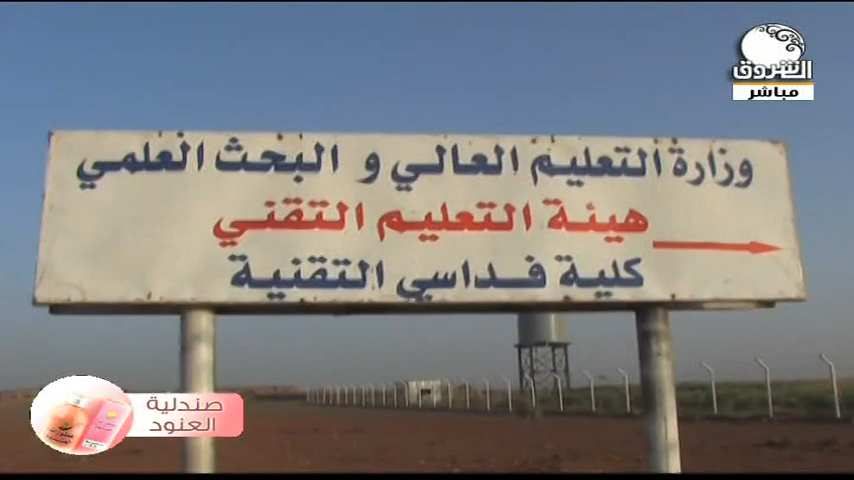 الشروق
مباشر
وزارة التعليم العالي و البحث العلمي
هيئة التعليم التقني
كلية فداسي التقنية
صندلية
العنود